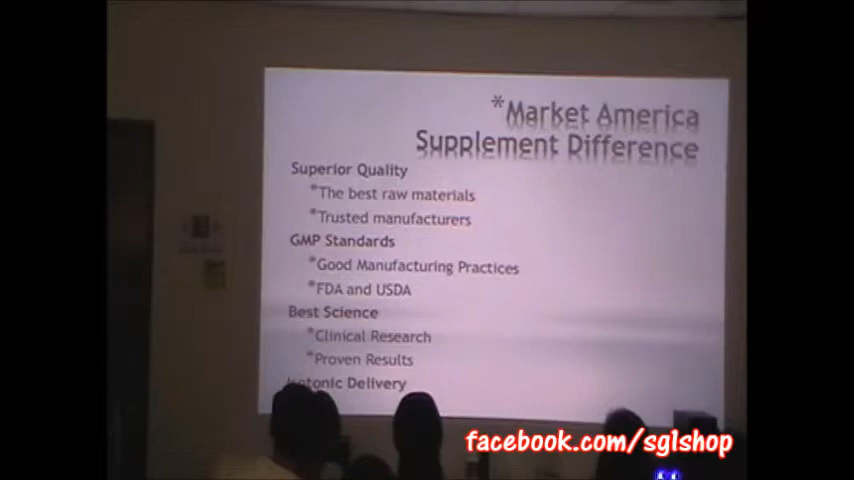 *Market America
Supplement Difference
Superior Quality
*The best raw materials
*Trusted manufacturers
GMP Standards
*Good Manufacturing Practices
*FDA and USDA
Best Science
*Clinical Research
*Proven Results
Isotonic Delivery
facebook.com/sglshop